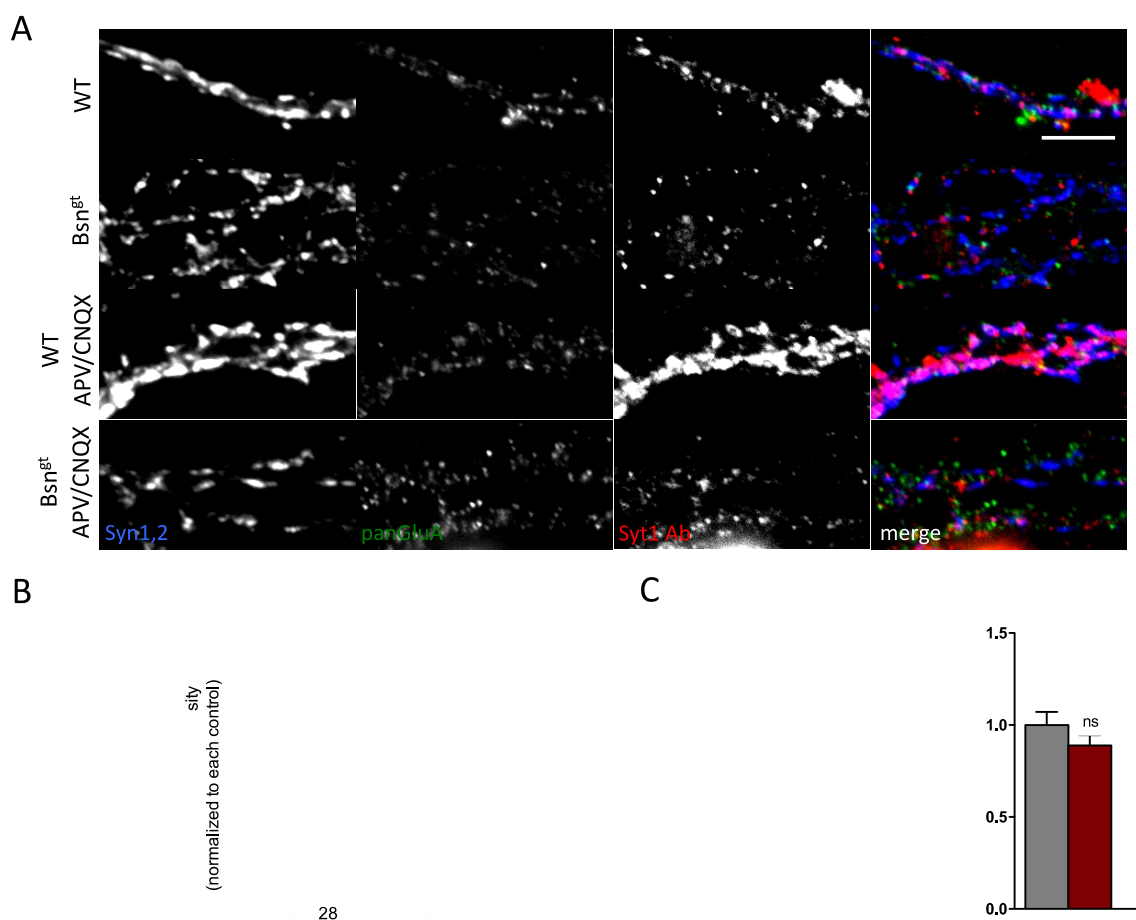 A
WT
Bsnᵍᵗ
WT
APV/CNQX
Bsnᵍᵗ
APV/CNQX
Syn1,2
panGluA
Syt1 Ab
merge
B
sity
(normalized to each control)
28
C
1.5
1.0
0.5
0.0
ns